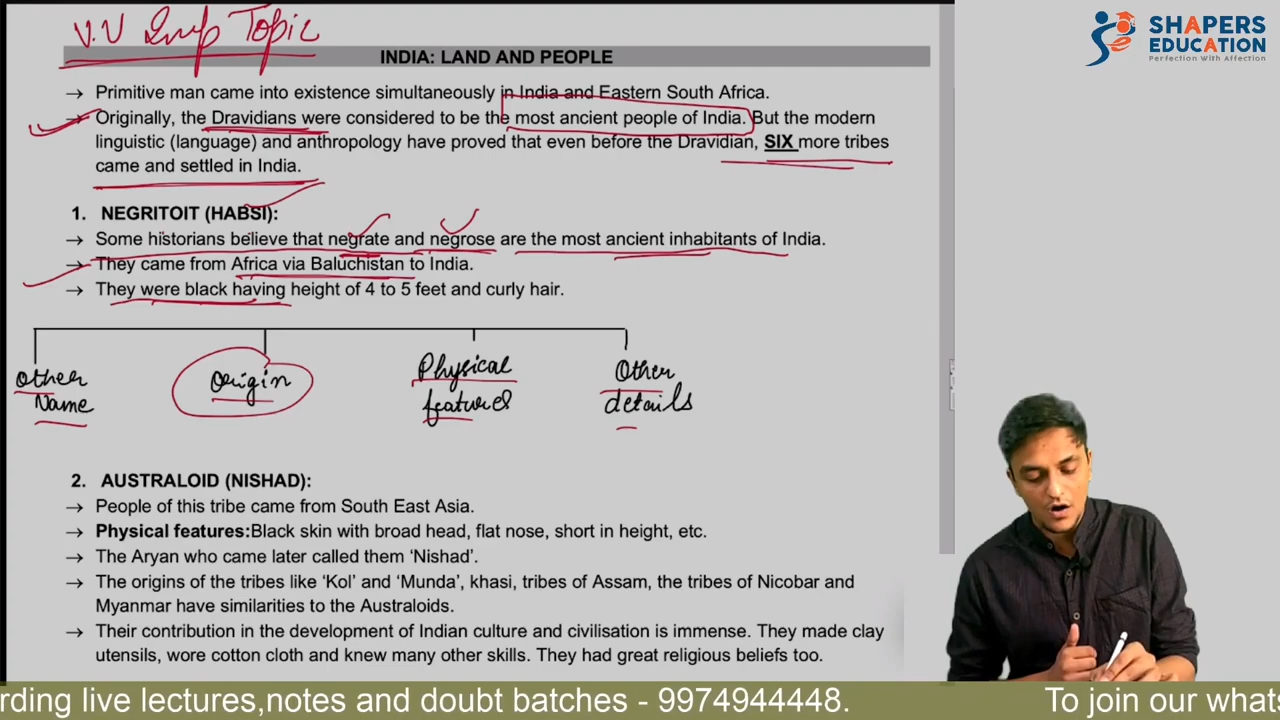 V.V Imp Topic
SHAPERS
EDUCATION
Perfection With Affection
INDIA: LAND AND PEOPLE
→ Primitive man came into existence simultaneously in India and Eastern South Africa.
→ Originally, the Dravidians were considered to be the most ancient people of India. But the modern
linguistic (language) and anthropology have proved that even before the Dravidian, SIX more tribes
came and settled in India.
1. NEGRITOIT (HABSI):
→ Some historians believe that negrate and negrose are the most ancient inhabitants of India.
→ They came from Africa via Baluchistan to India.
→ They were black having height of 4 to 5 feet and curly hair.
Other
Name
Origin
Physical
features
Other
details
2. AUSTRALOID (NISHAD):
→ People of this tribe came from South East Asia.
→ Physical features:Black skin with broad head, flat nose, short in height, etc.
→ The Aryan who came later called them ‘Nishad’.
→ The origins of the tribes like ‘Kol’ and ‘Munda’, khasi, tribes of Assam, the tribes of Nicobar and
Myanmar have similarities to the Australoids.
→ Their contribution in the development of Indian culture and civilisation is immense. They made clay
utensils, wore cotton cloth and knew many other skills. They had great religious beliefs too.
rding live lectures,notes and doubt batches - 9974944448. To join our whats